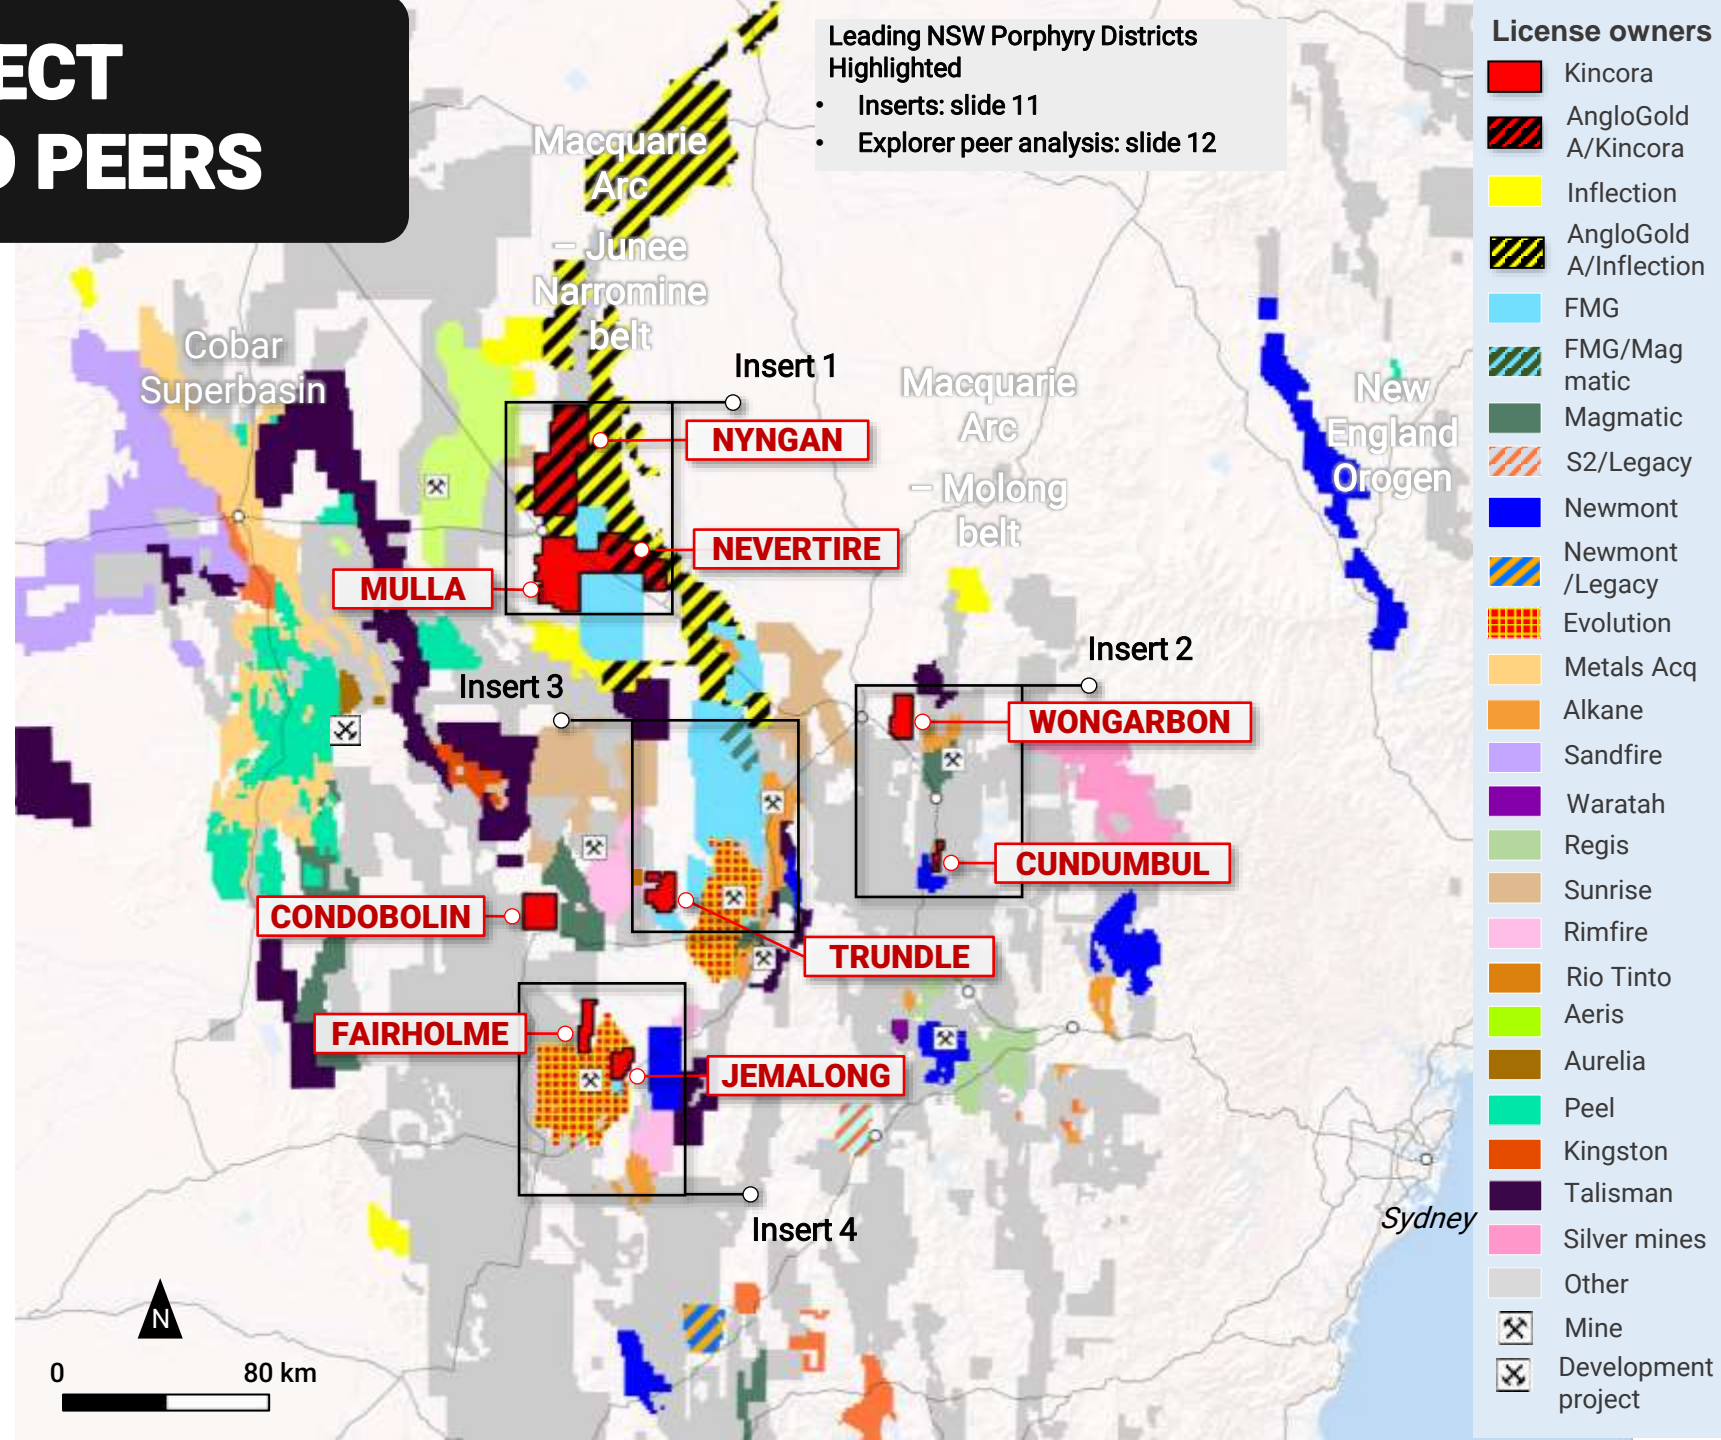 ECT
PEERS
Leading NSW Porphyry Districts
Highlighted
• Inserts: slide 11
• Explorer peer analysis: slide 12
Macquarie
Arc
– Junee
Narromine
belt
Cobar
Superbasin
Insert 1
NYNGAN
NEVERTIRE
MULLA
Macquarie
Arc
– Molong
belt
New
England
Orogen
Insert 2
Insert 3
WONGARBON
CUNDUMBUL
CONDOBOLIN
TRUNDLE
FAIRHOLME
JEMALONG
Insert 4
Sydney
N
0 80 km
License owners
Kincora
AngloGold
A/Kincora
Inflection
AngloGold
A/Inflection
FMG
FMG/Mag
matic
Magmatic
S2/Legacy
Newmont
Newmont
/Legacy
Evolution
Metals Acq
Alkane
Sandfire
Waratah
Regis
Sunrise
Rimfire
Rio Tinto
Aeris
Aurelia
Peel
Kingston
Talisman
Silver mines
Other
Mine
Development
project